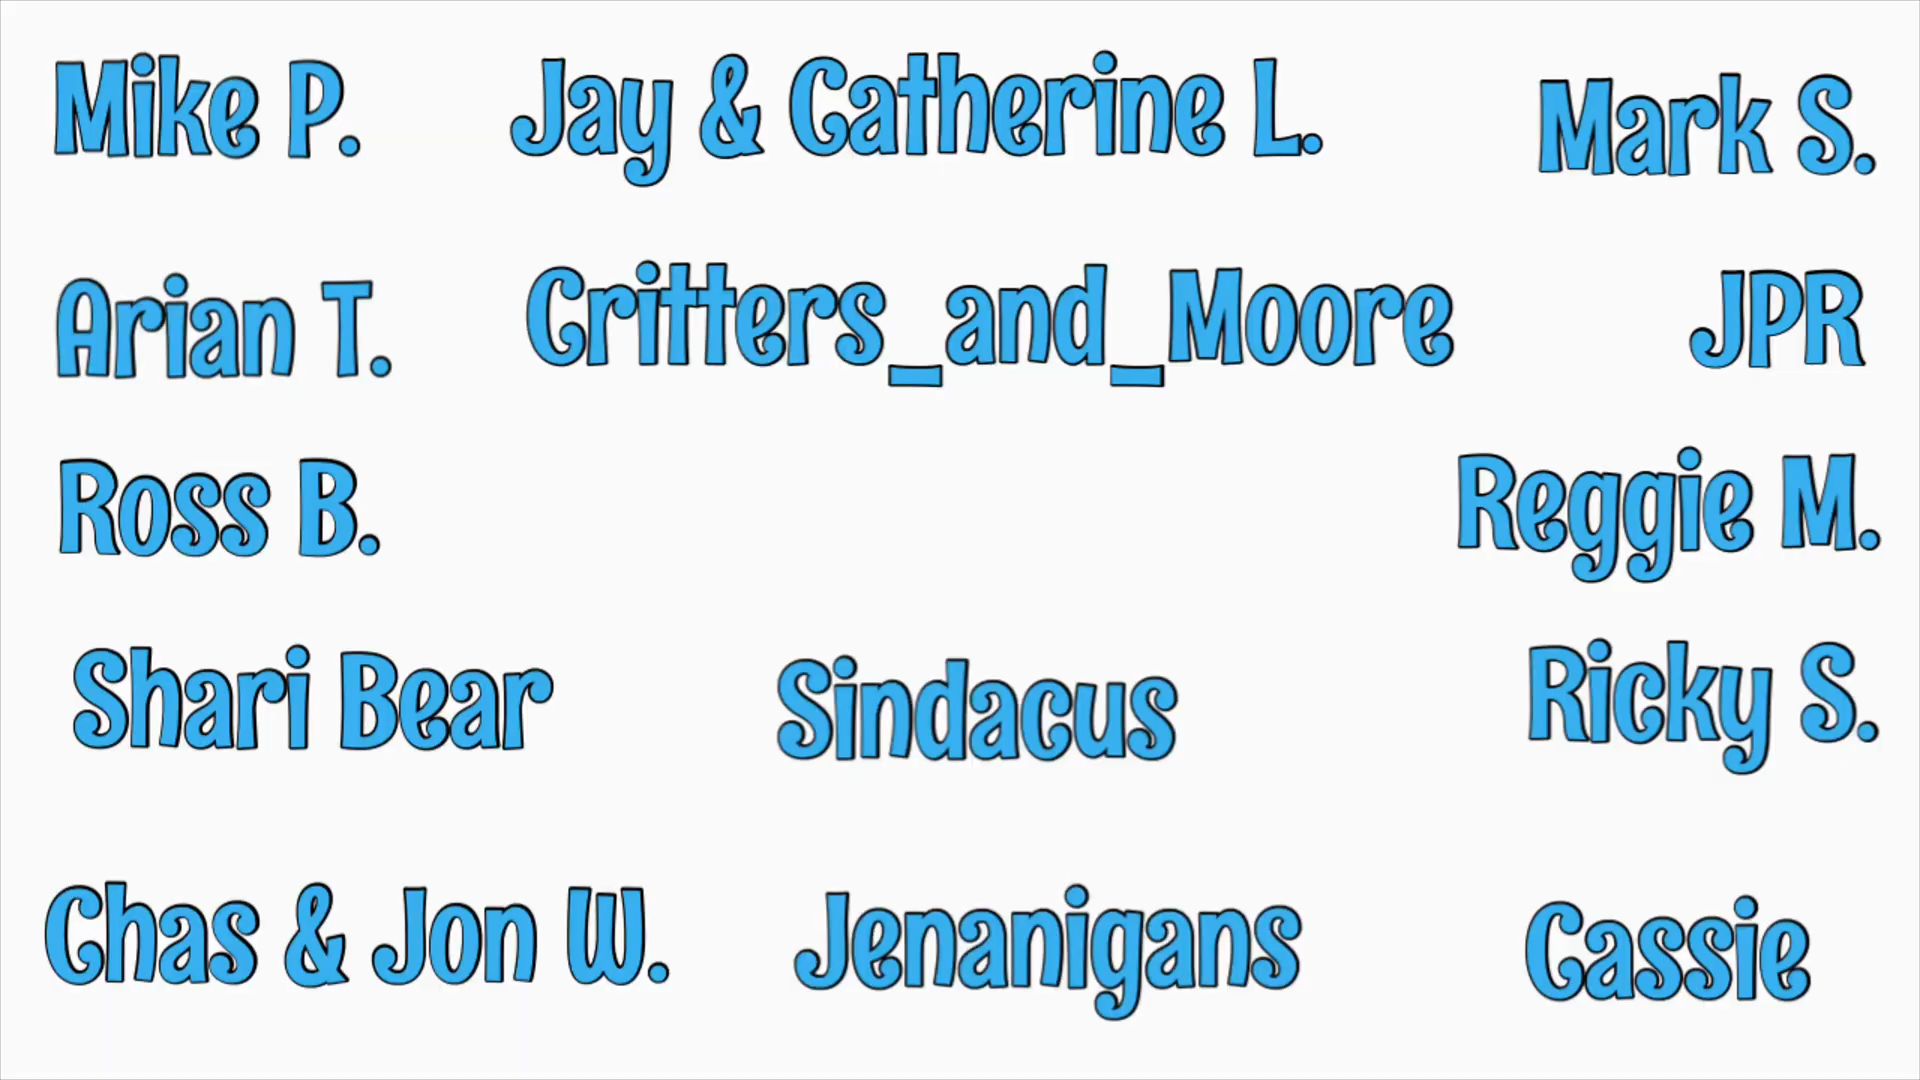 Mike P. Jay & Catherine L. Mark S.
Arian T. Critters_and_Moore JPR
Ross B. Reggie M.
Shari Bear Sindacus Ricky S.
Chas & Jon W. Jenanigans Cassie